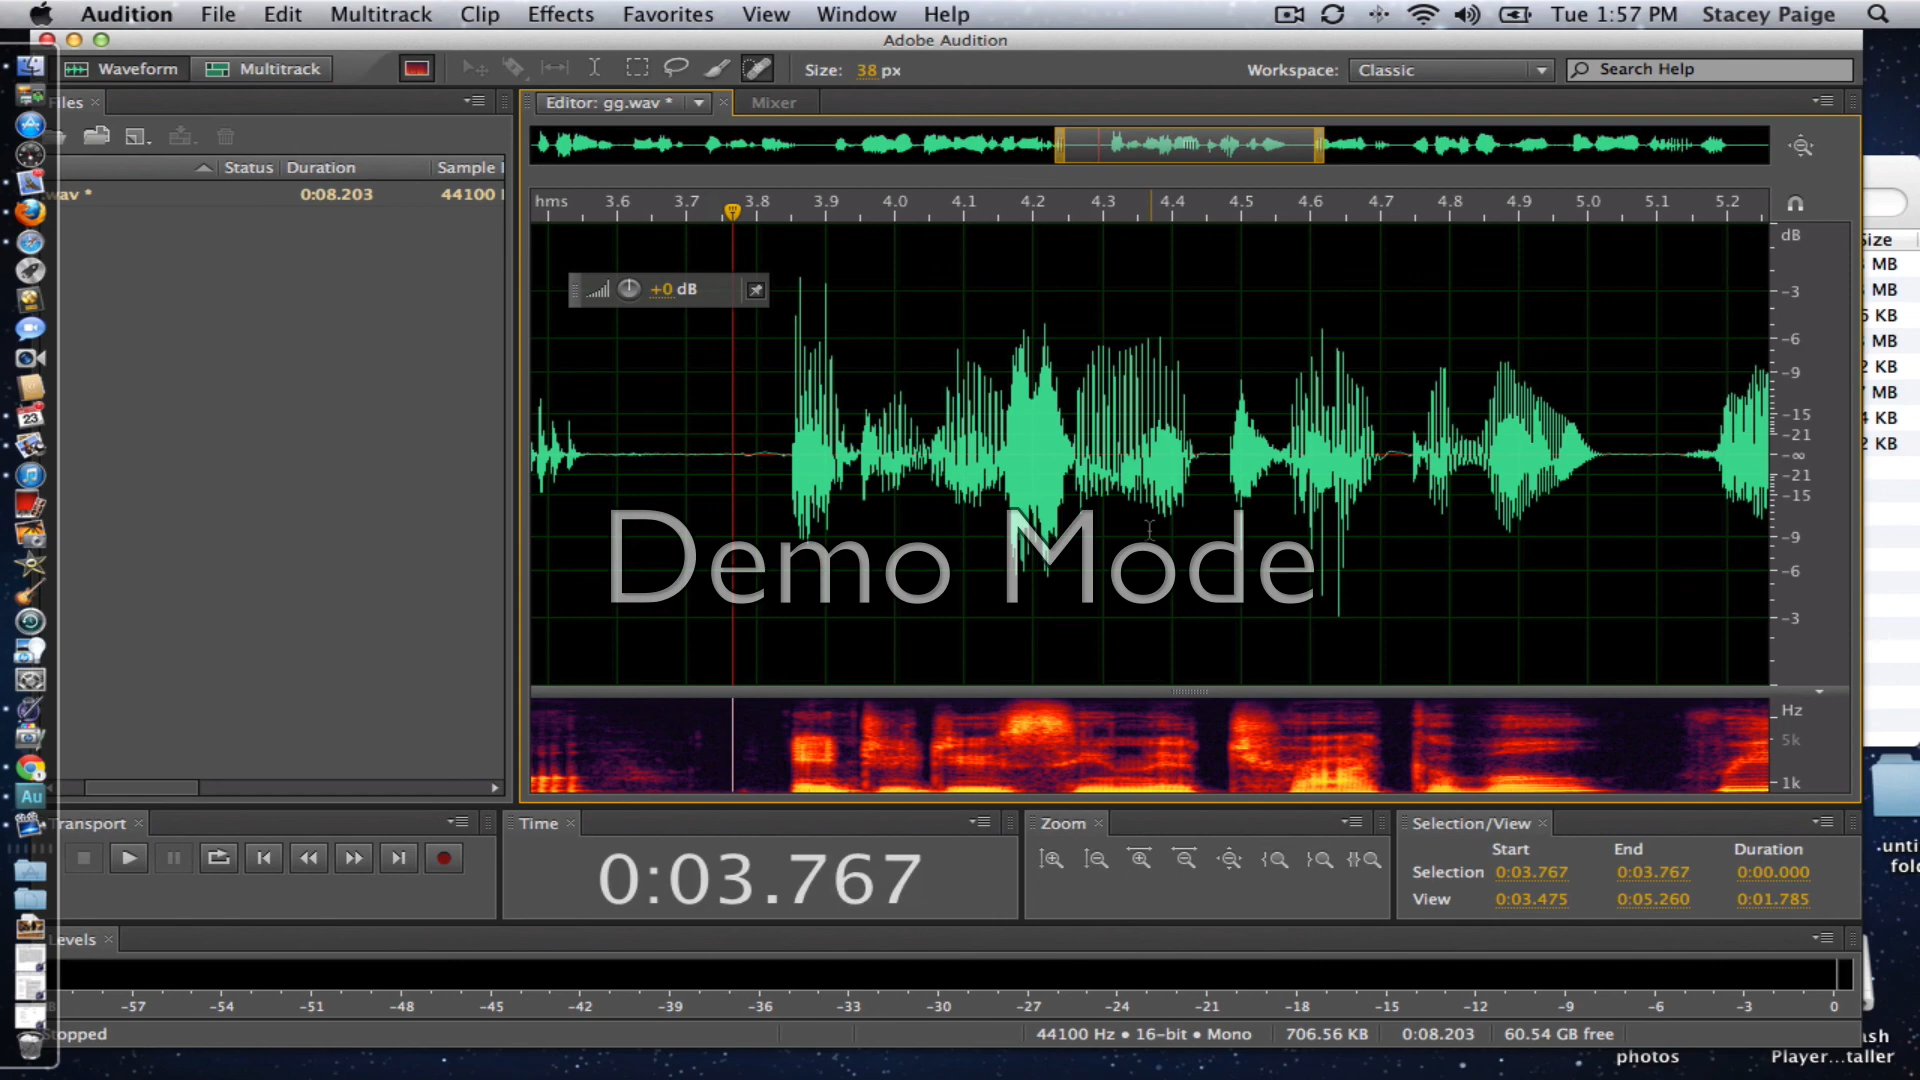 Audition File Edit Multitrack Clip Effects Favorites View Window Help Tue 1:57 PM Stacey Paige
Adobe Audition
Waveform Multitrack Size: 38 px Workspace: Classic Search Help
Files Editor: gg.wav * Mixer
Status Duration Sample
wav * 0:08.203 44100
hms 3.6 3.7 3.8 3.9 4.0 4.1 4.2 4.3 4.4 4.5 4.6 4.7 4.8 4.9 5.0 5.1 5.2
dB
+0 dB
-3
-6
-9
-15
-21
-∞
-21
-15
-9
-6
-3
Demo Mode
Hz
5k
1k
Size
MB
MB
KB
MB
KB
MB
KB
KB
23
Au
Transport Time Zoom Selection/View
Start End Duration
Selection 0:03.767 0:03.767 0:00.000
View 0:03.475 0:05.260 0:01.785
0:03.767
Levels
-57 -54 -51 -48 -45 -42 -39 -36 -33 -30 -27 -24 -21 -18 -15 -12 -9 -6 -3 0
Stopped 44100 Hz • 16-bit • Mono 706.56 KB 0:08.203 60.54 GB free
photos
Player...taller